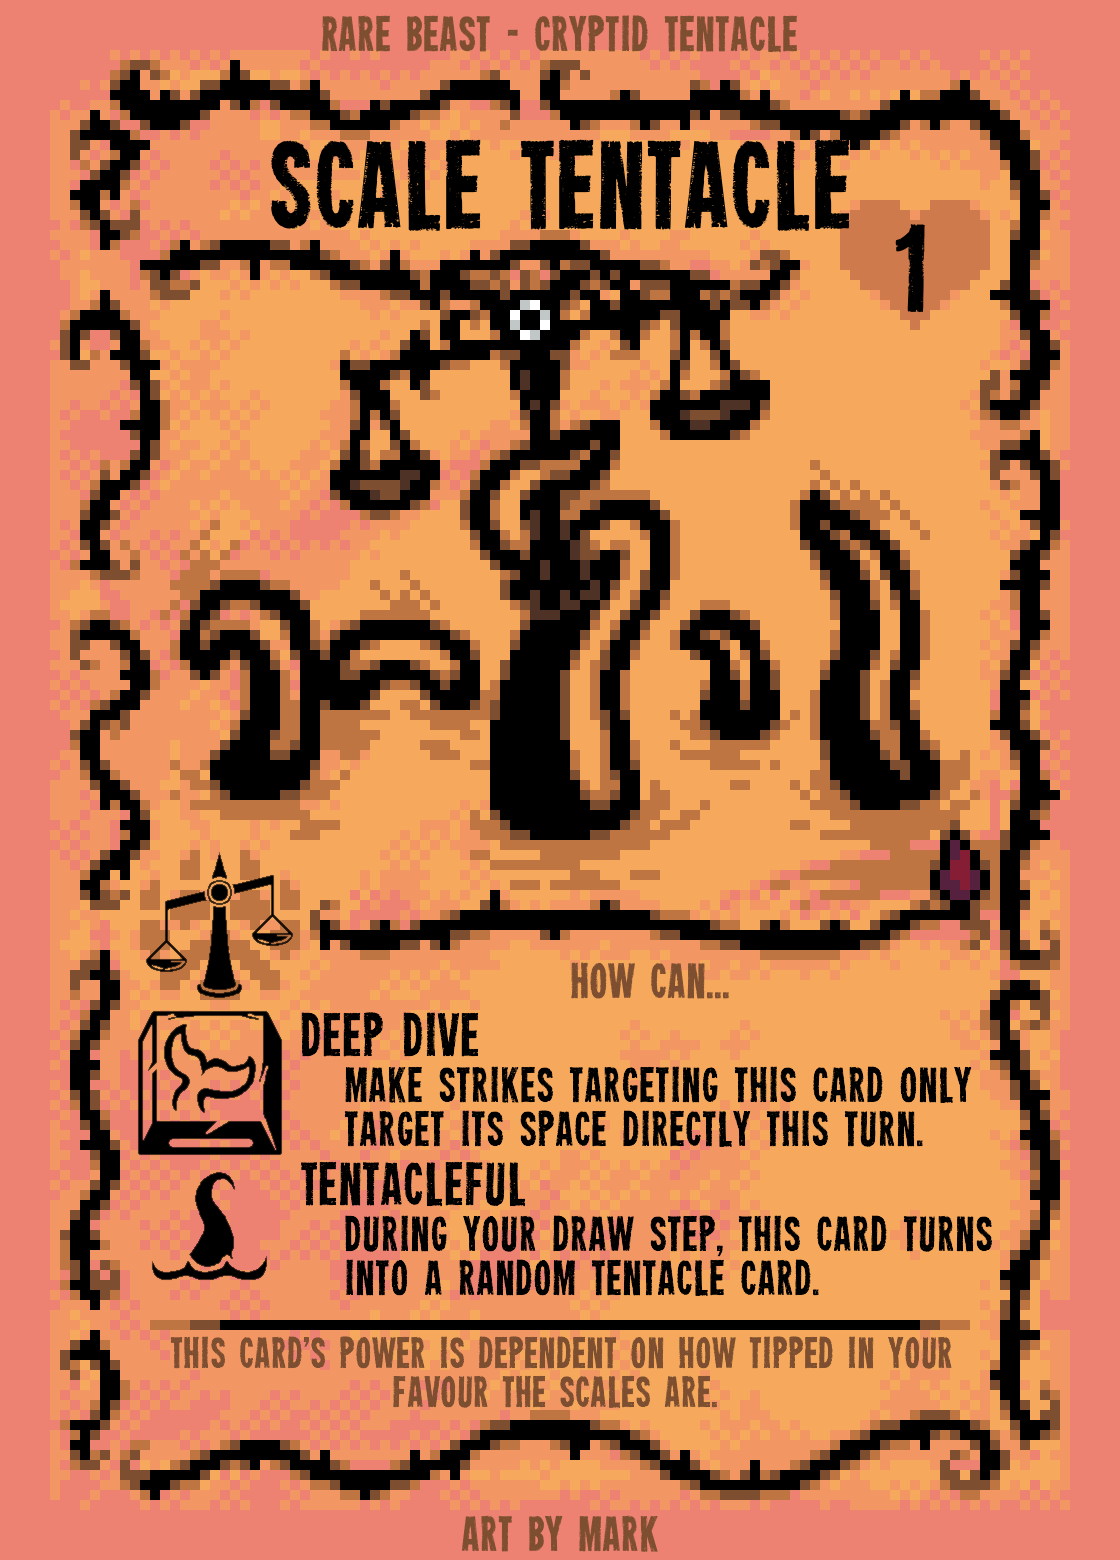 RARE BEAST - CRYPTID TENTACLE
SCALE TENTACLE
1
HOW CAN...
DEEP DIVE
MAKE STRIKES TARGETING THIS CARD ONLY
TARGET ITS SPACE DIRECTLY THIS TURN.
TENTACLEFUL
DURING YOUR DRAW STEP, THIS CARD TURNS
INTO A RANDOM TENTACLE CARD.
THIS CARD'S POWER IS DEPENDENT ON HOW TIPPED IN YOUR
FAVOUR THE SCALES ARE.
ART BY MARK